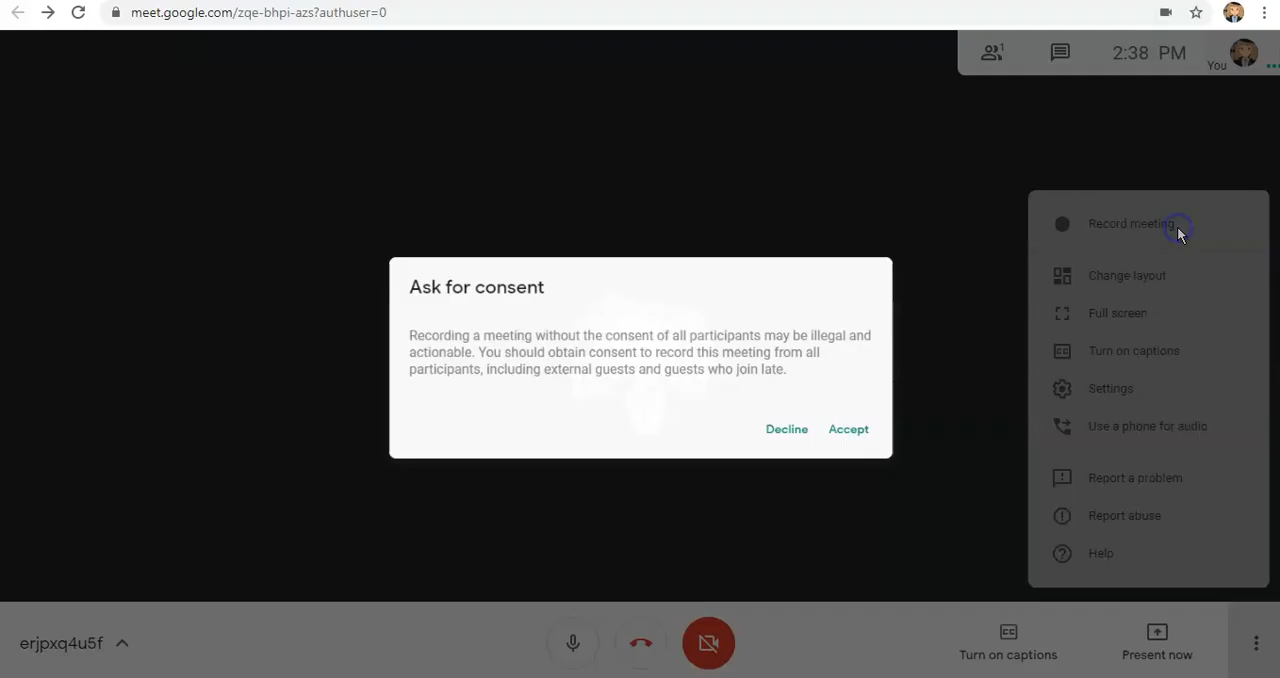 meet.google.com/zqe-bhpi-azs?authuser=0
1
2:38 PM
You
Record meeting
Change layout
Full screen
Turn on captions
Settings
Use a phone for audio
Report a problem
Report abuse
Help
Ask for consent
Recording a meeting without the consent of all participants may be illegal and
actionable. You should obtain consent to record this meeting from all
participants, including external guests and guests who join late.
Decline Accept
erjpxq4u5f
Turn on captions
Present now